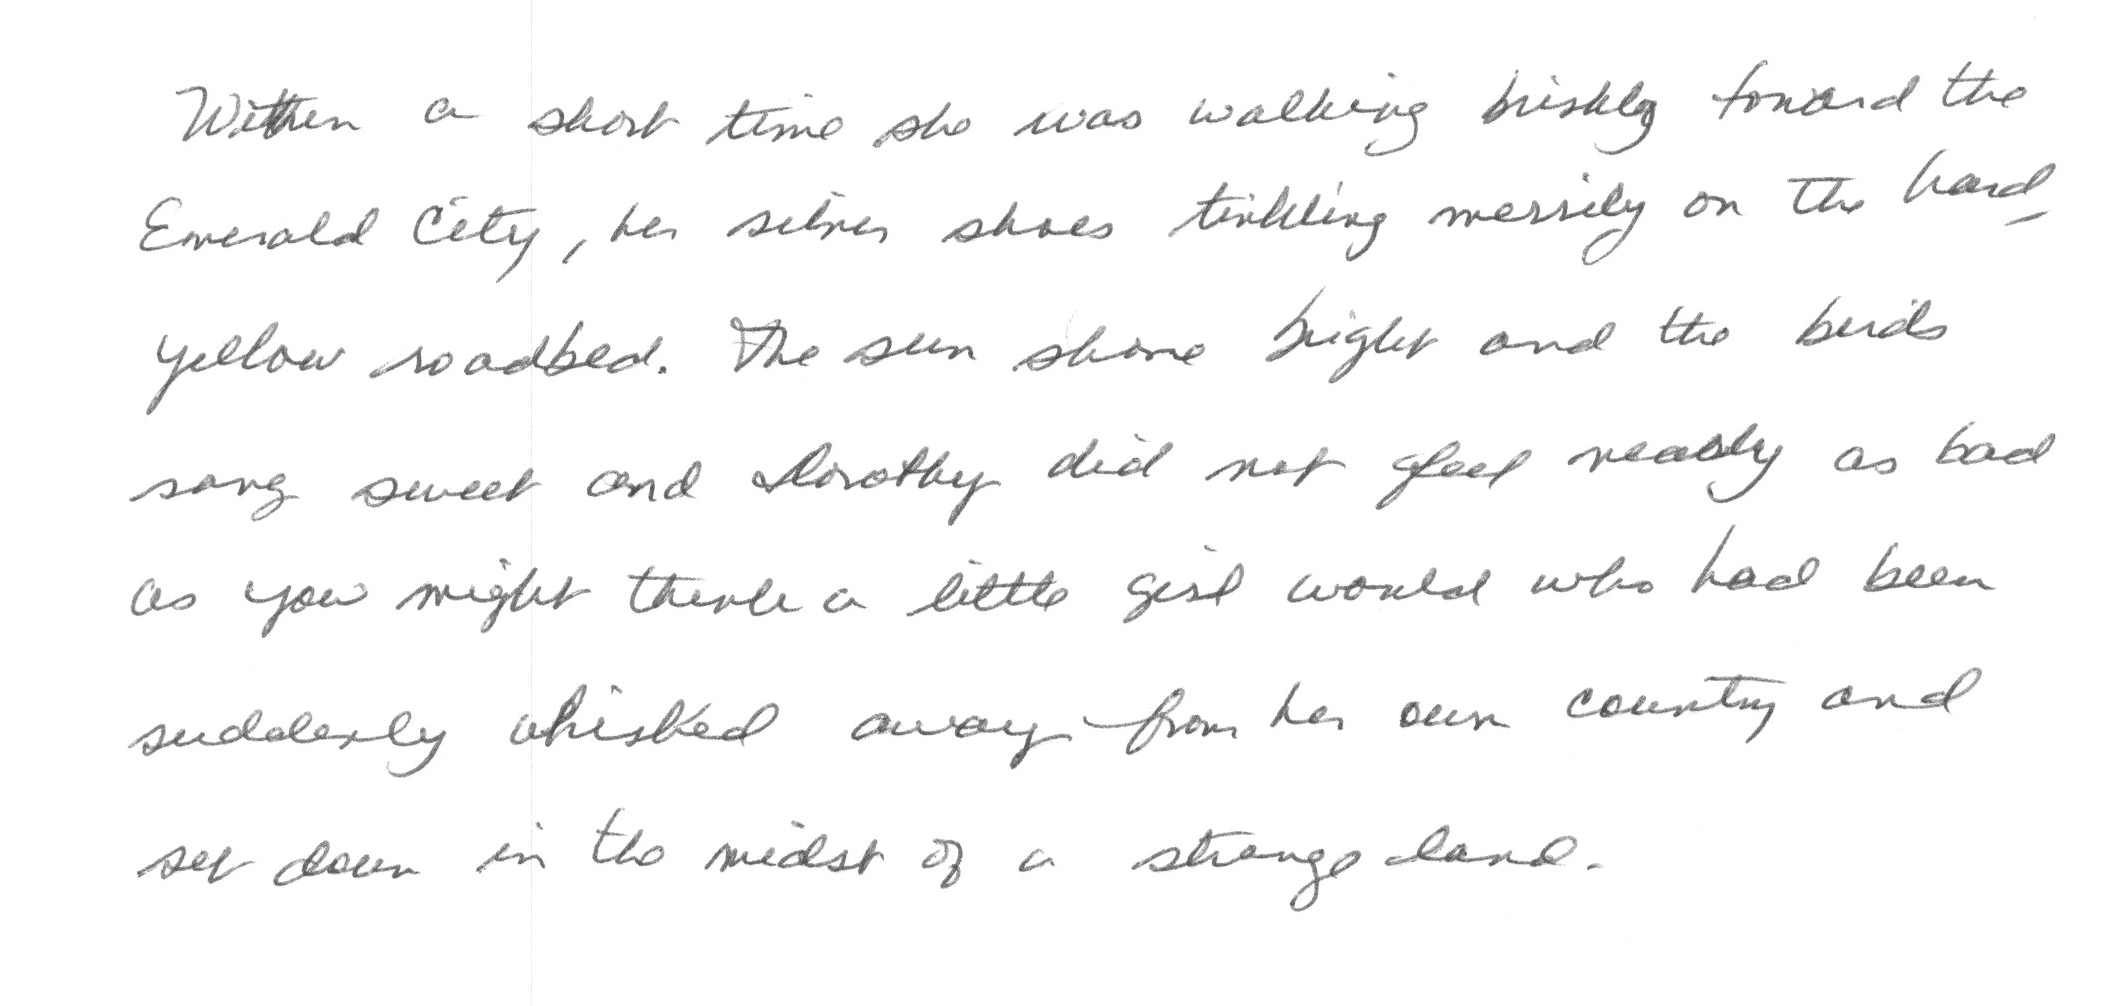 Within a short time she was walking briskly toward the
Emerald City, her silver shoes tinkling merrily on the hard,
yellow roadbed. The sun shone bright and the birds
sang sweet and Dorothy did not feel nearly as bad
as you might think a little girl would who had been
suddenly whisked away from her own country and
set down in the midst of a strange land.